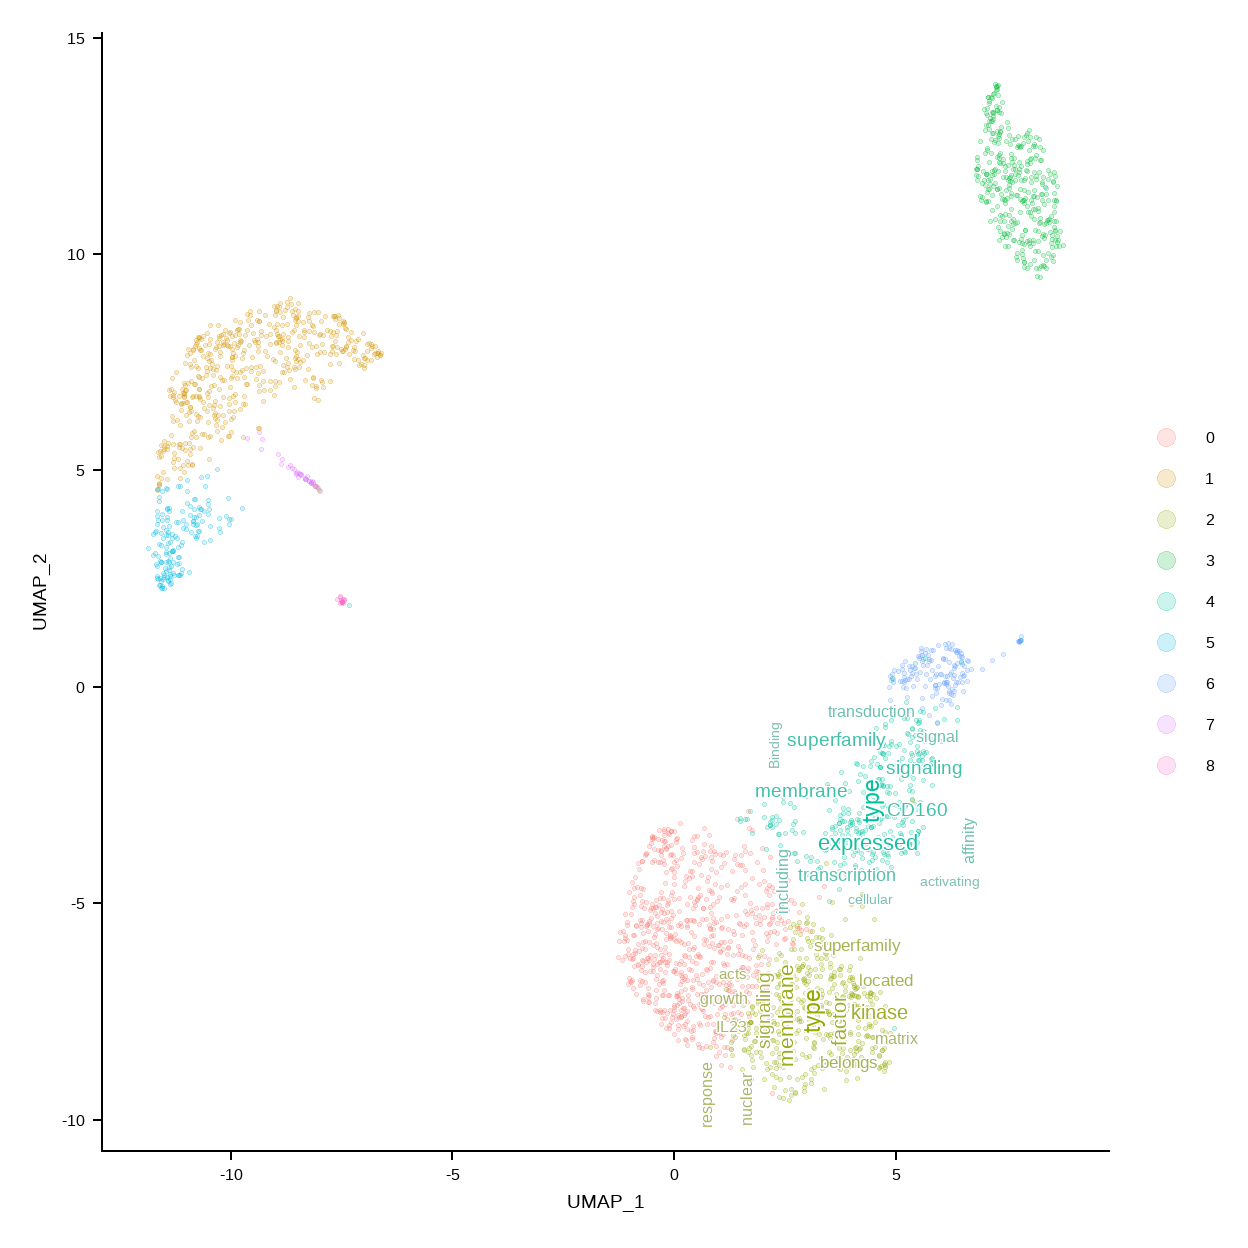 15
10
5
0
-5
-10
-10
-5
0
5
UMAP_1
UMAP_2
0
1
2
3
4
5
6
7
8
transduction
Binding
superfamily
signal
signaling
membrane
type
CD160
expressed
affinity
including
transcription
activating
cellular
superfamily
acts
located
growth
signaling
membrane
type
factor
kinase
IL23
matrix
belongs
response
nuclear